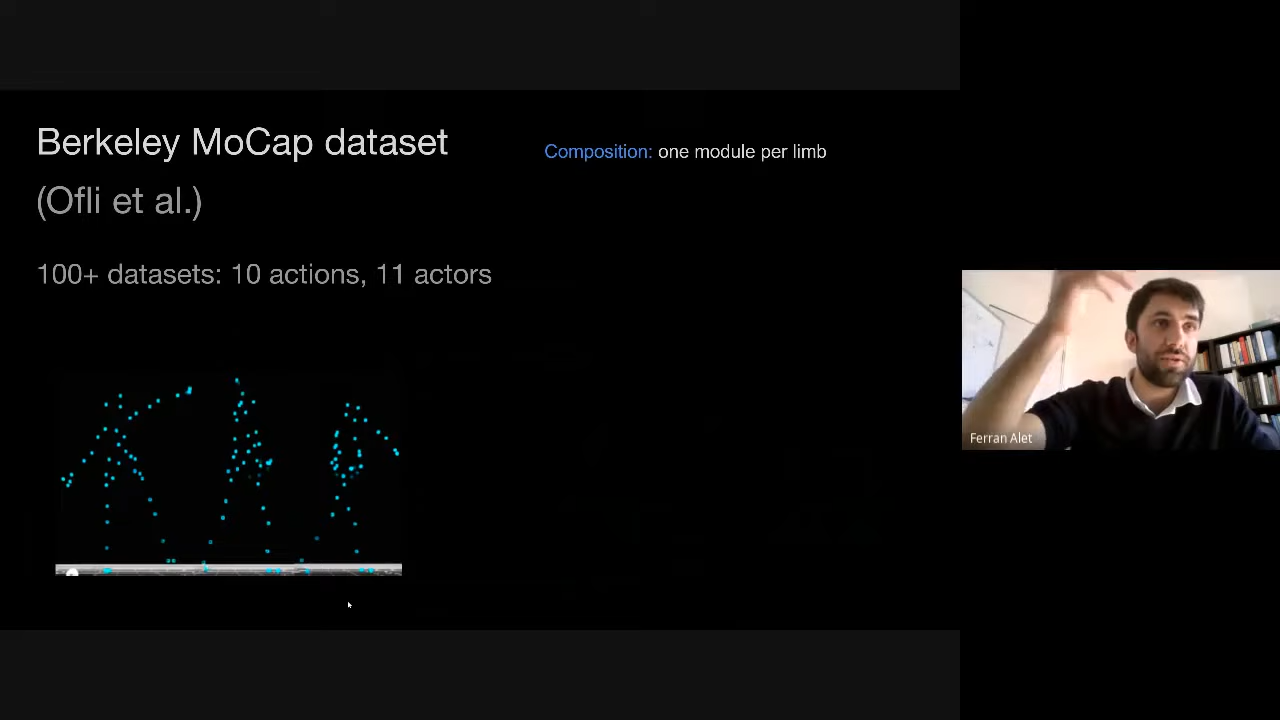 Berkeley MoCap dataset
(Ofli et al.)
Composition: one module per limb
100+ datasets: 10 actions, 11 actors
Ferran Alet